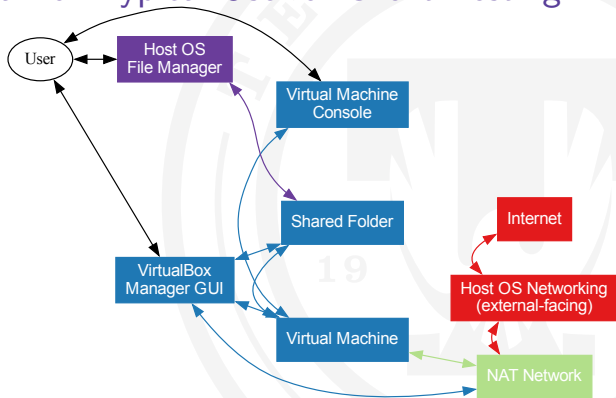 User
Host OS
File Manager
Virtual Machine
Console
Shared Folder
Internet
VirtualBox
Manager GUI
Host OS Networking
(external-facing)
Virtual Machine
NAT Network
19